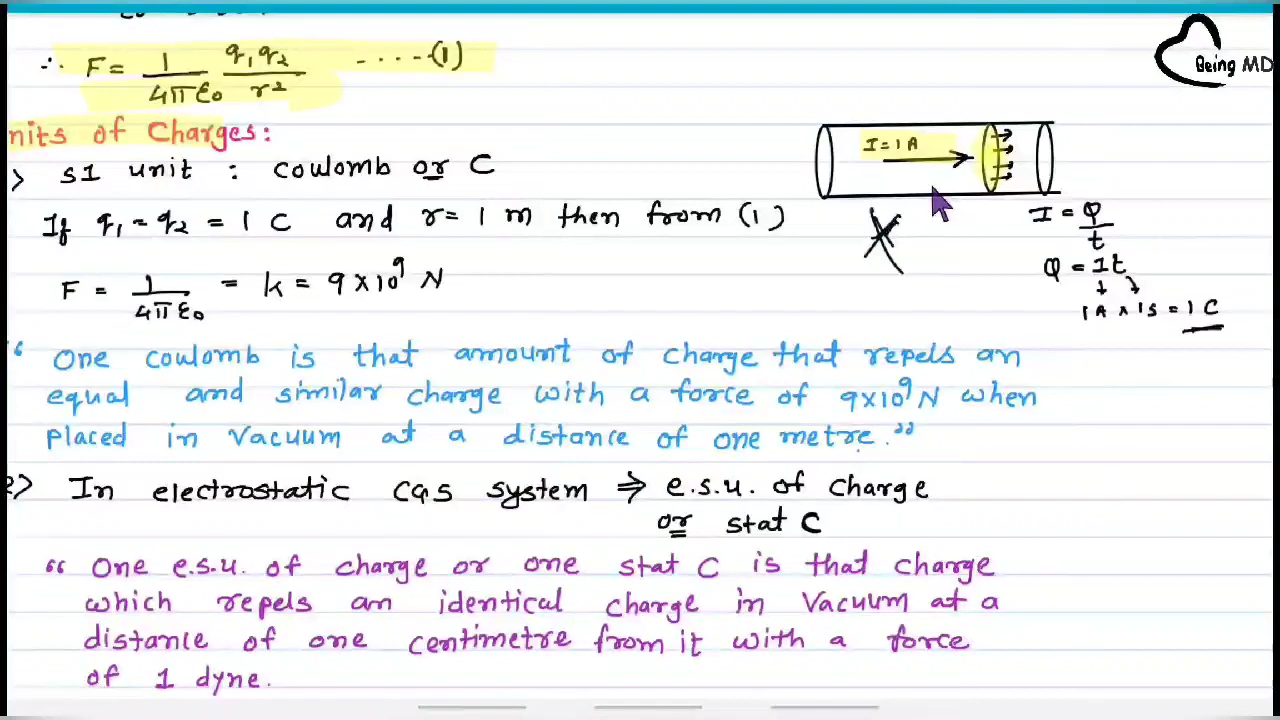 ∴ F = 1/4πε₀ q₁q₂/r² - - - - -(1)
Being MD
nits of Charges:
> SI unit : coulomb or C
If q₁ = q₂ = 1 C and r = 1 m then from (1)
F = 1/4πε₀ = k = 9×10⁹ N
I = 1 A
I = Q/t
Q = It
1A × 1s = 1 C
“ One coulomb is that amount of charge that repels an
equal and similar charge with a force of 9×10⁹ N when
placed in vacuum at a distance of one metre.”
> In electrostatic CGS system ⇒ e.s.u. of charge
or stat C
“ One e.s.u. of charge or one stat C is that charge
which repels an identical charge in vacuum at a
distance of one centimetre from it with a force
of 1 dyne.